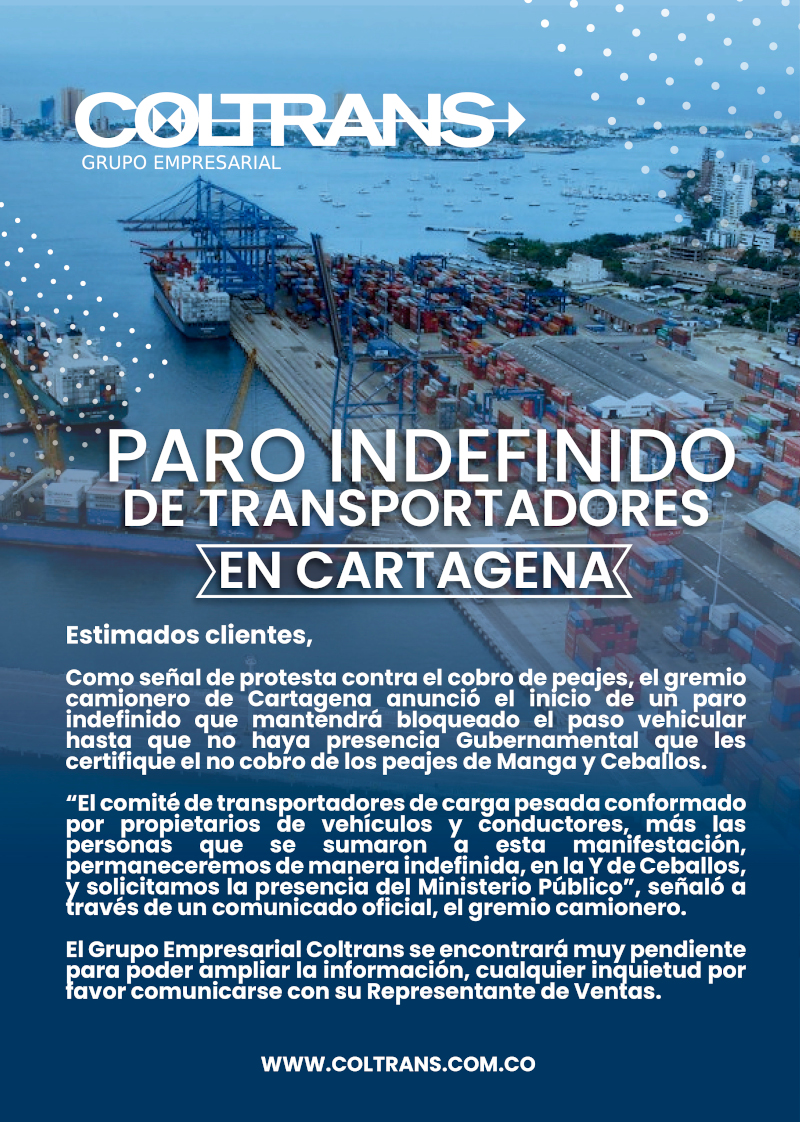 COLTRANS
GRUPO EMPRESARIAL
PARO INDEFINIDO
DE TRANSPORTADORES
EN CARTAGENA
Estimados clientes,
Como señal de protesta contra el cobro de peajes, el gremio
camionero de Cartagena anunció el inicio de un paro
indefinido que mantendrá bloqueado el paso vehicular
hasta que no haya presencia Gubernamental que les
certifique el no cobro de los peajes de Manga y Ceballos.
“El comité de transportadores de carga pesada conformado
por propietarios de vehículos y conductores, más las
personas que se sumaron a esta manifestación,
permaneceremos de manera indefinida, en la Y de Ceballos,
y solicitamos la presencia del Ministerio Público”, señaló a
través de un comunicado oficial, el gremio camionero.
El Grupo Empresarial Coltrans se encontrará muy pendiente
para poder ampliar la información, cualquier inquietud por
favor comunicarse con su Representante de Ventas.
WWW.COLTRANS.COM.CO